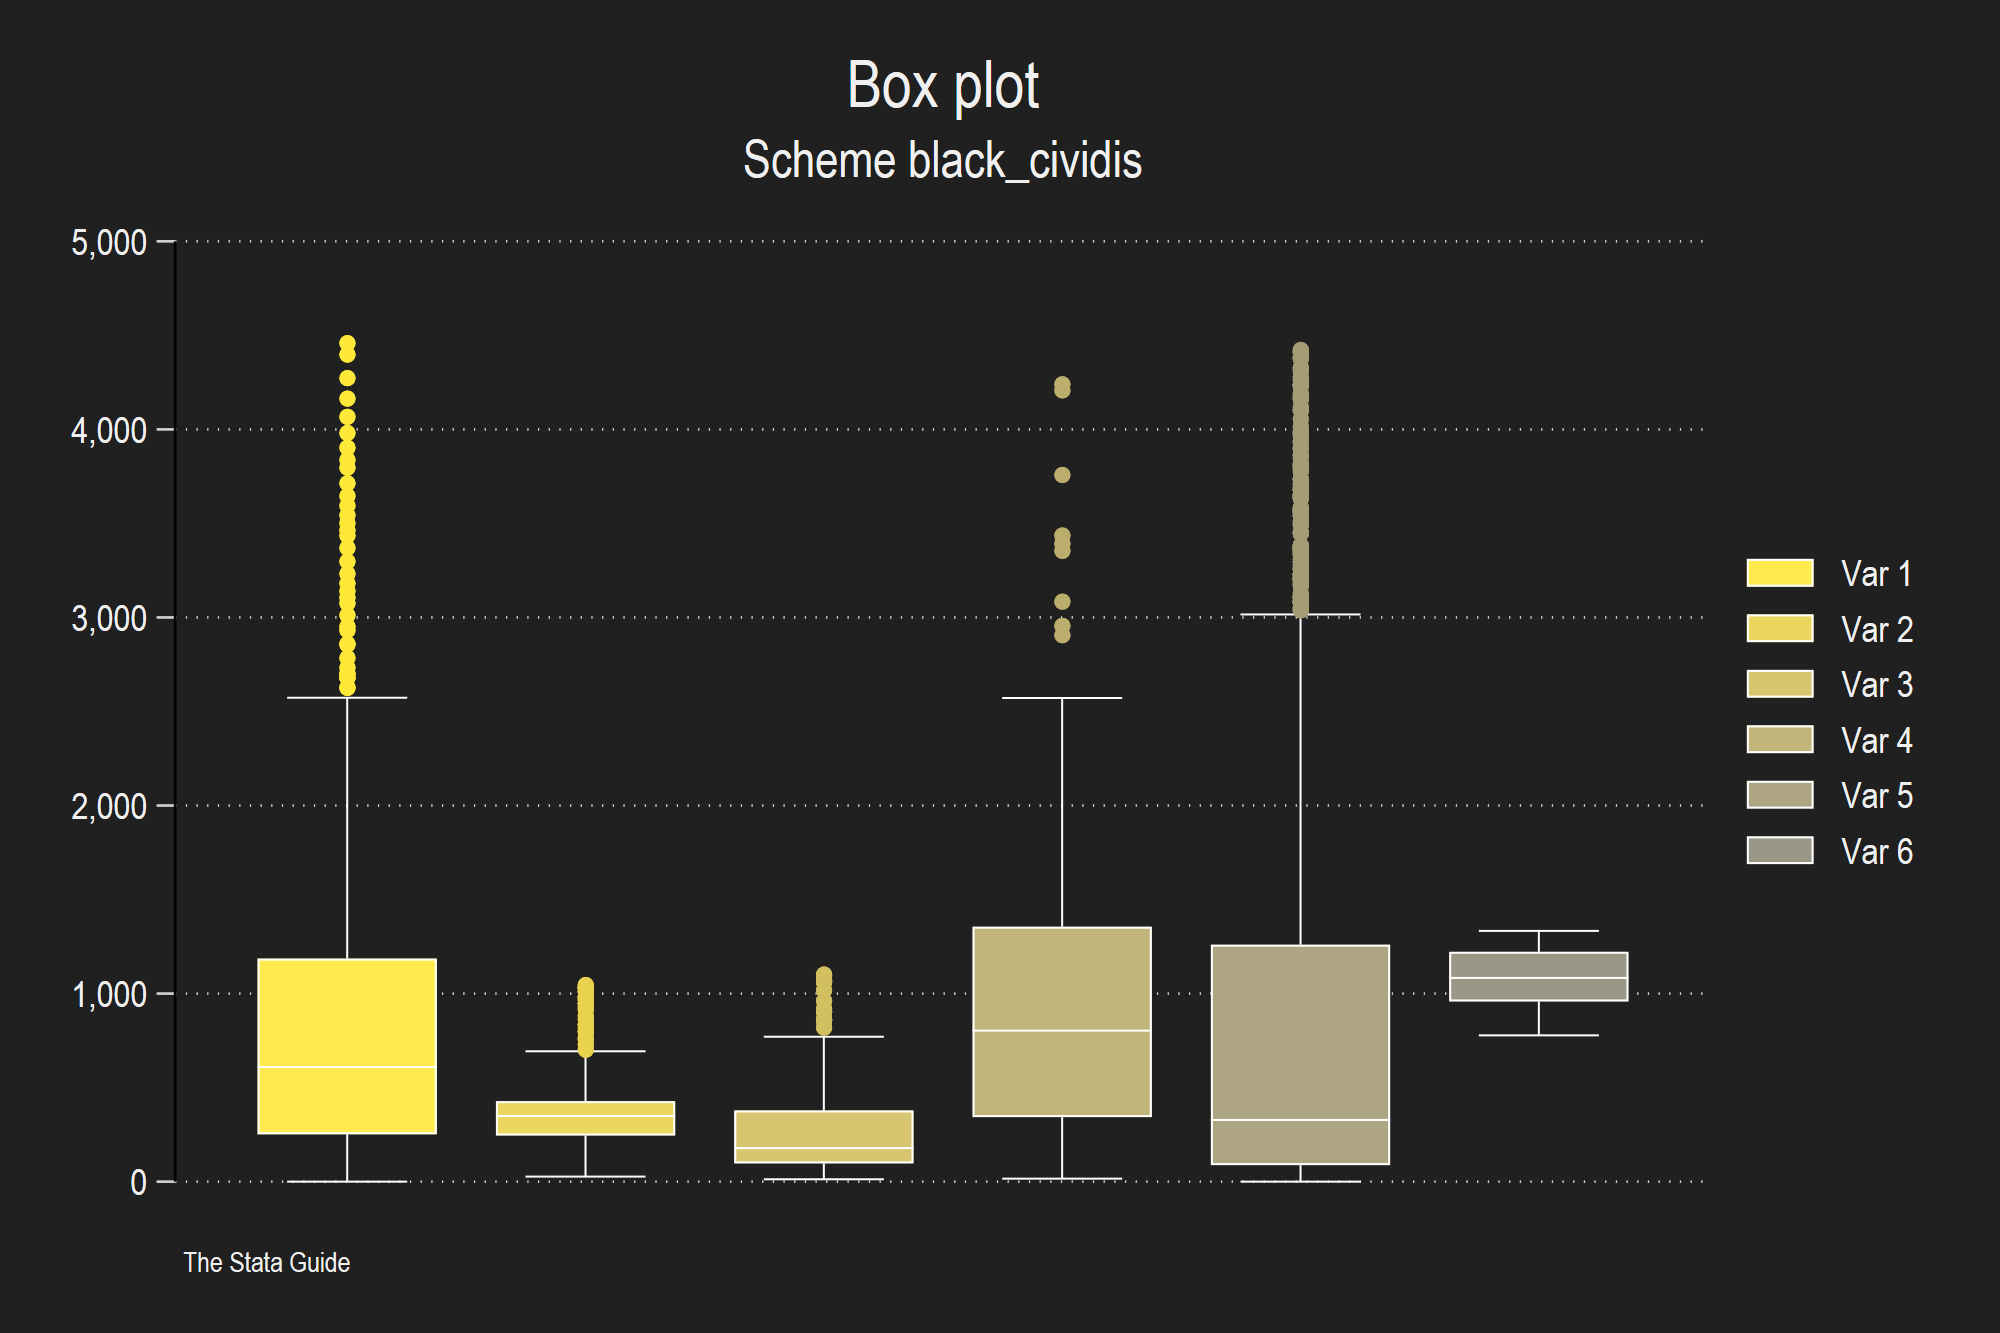 Box plot
Scheme black_cividis
5,000
4,000
3,000
2,000
1,000
0
Var 1
Var 2
Var 3
Var 4
Var 5
Var 6
The Stata Guide